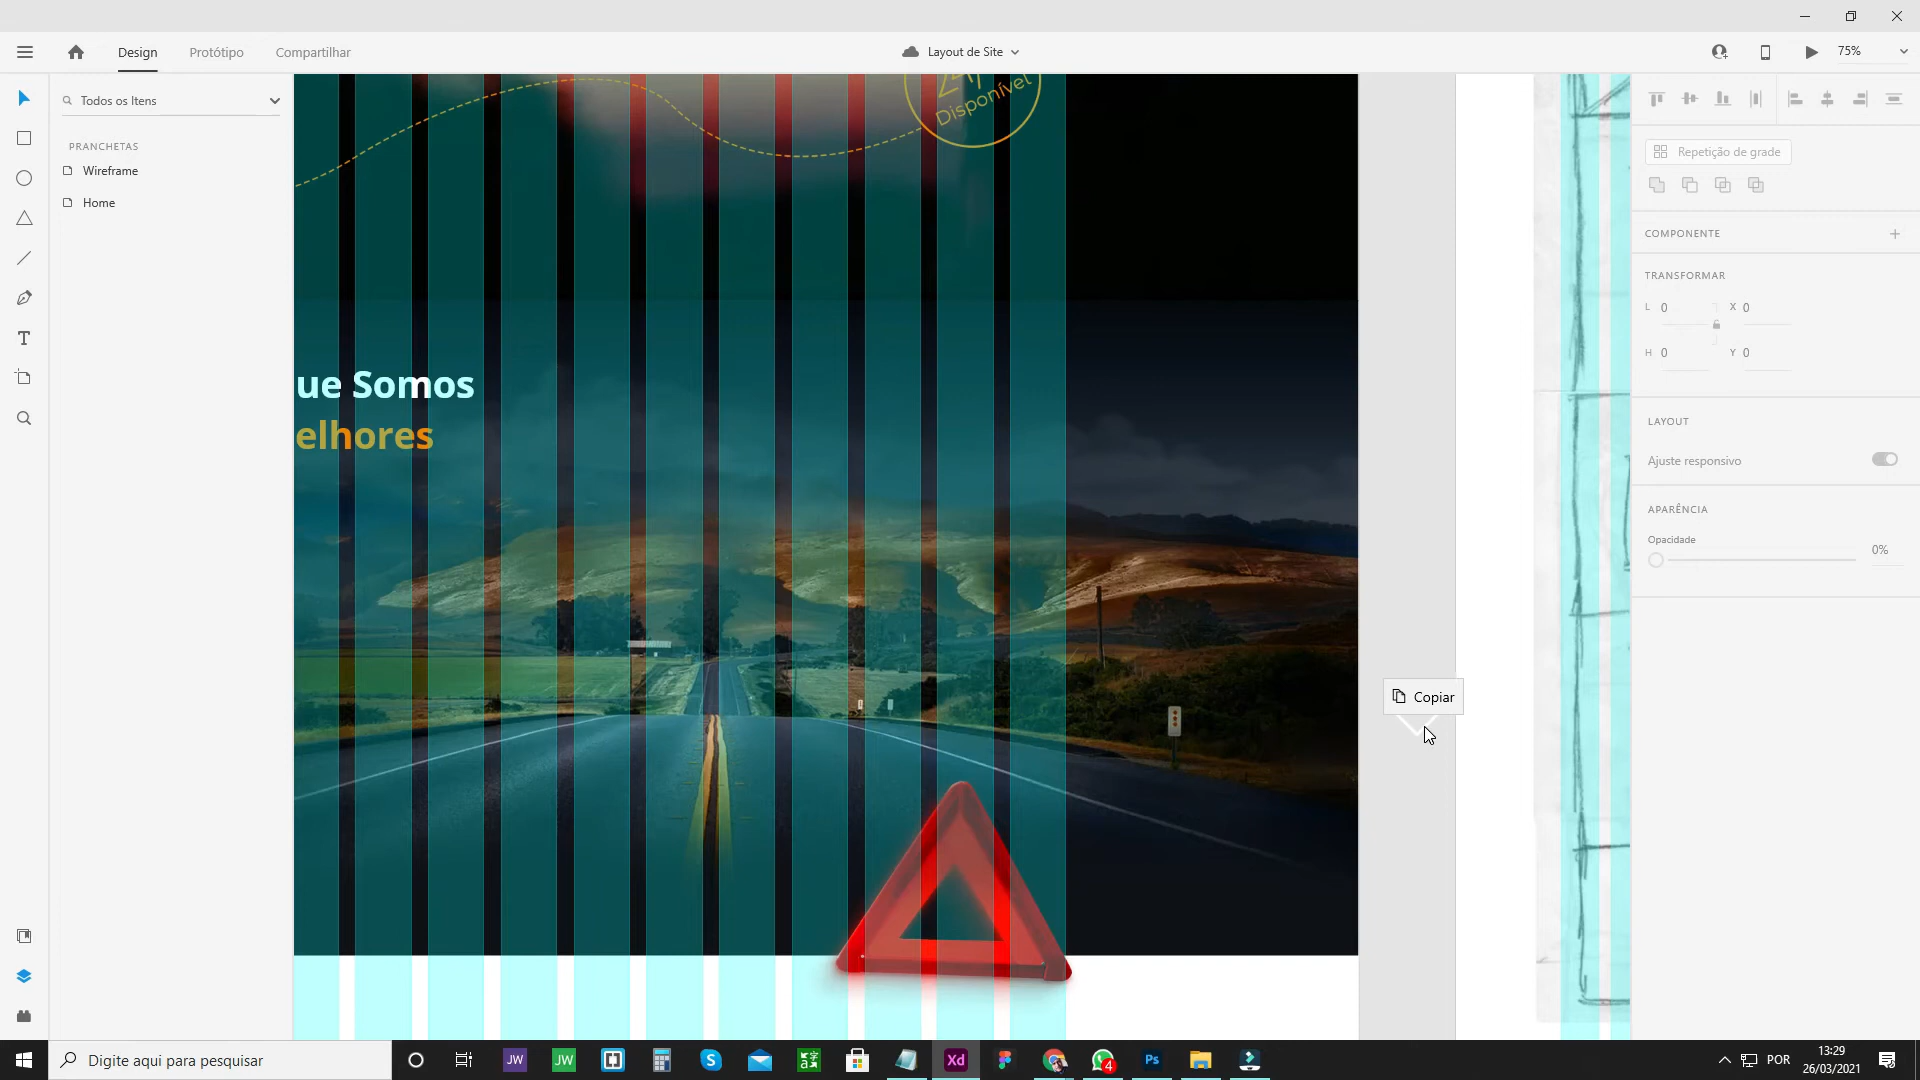 Design
Protótipo
Compartilhar
Layout de Site
75%
Todos os Itens
PRANCHETAS
Wireframe
Home
Disponível
ue Somos
elhores
Copiar
Repetição de grade
COMPONENTE
TRANSFORMAR
L 0
X 0
H 0
Y 0
LAYOUT
Ajuste responsivo
APARÊNCIA
Opacidade
0%
Digite aqui para pesquisar
JW
JW
Xd
4
Ps
POR
13:29
26/03/2021